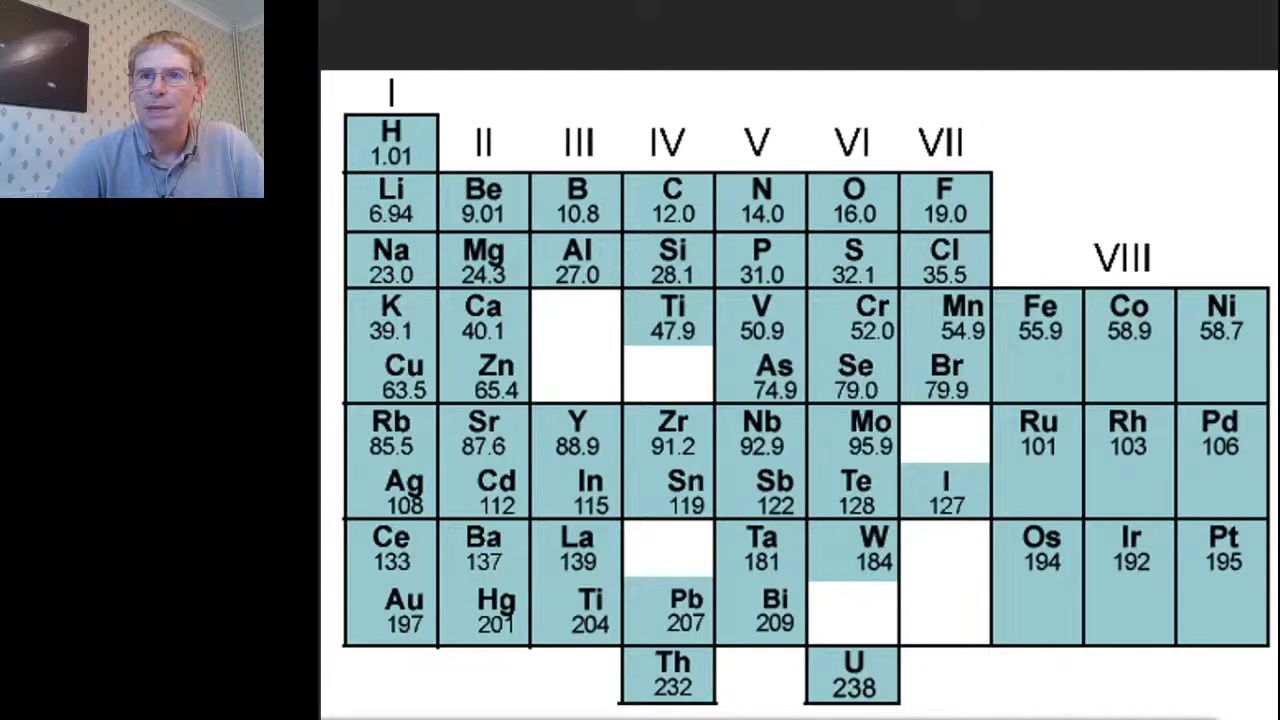 I
H
1.01
II III IV V VI VII
Li Be B C N O F
6.94 9.01 10.8 12.0 14.0 16.0 19.0
Na Mg Al Si P S Cl
23.0 24.3 27.0 28.1 31.0 32.1 35.5
VIII
K Ca Ti V Cr Mn Fe Co Ni
39.1 40.1 47.9 50.9 52.0 54.9 55.9 58.9 58.7
Cu Zn As Se Br
63.5 65.4 74.9 79.0 79.9
Rb Sr Y Zr Nb Mo Ru Rh Pd
85.5 87.6 88.9 91.2 92.9 95.9 101 103 106
Ag Cd In Sn Sb Te I
108 112 115 119 122 128 127
Ce Ba La Ta W Os Ir Pt
133 137 139 181 184 194 192 195
Au Hg Ti Pb Bi
197 201 204 207 209
Th U
232 238